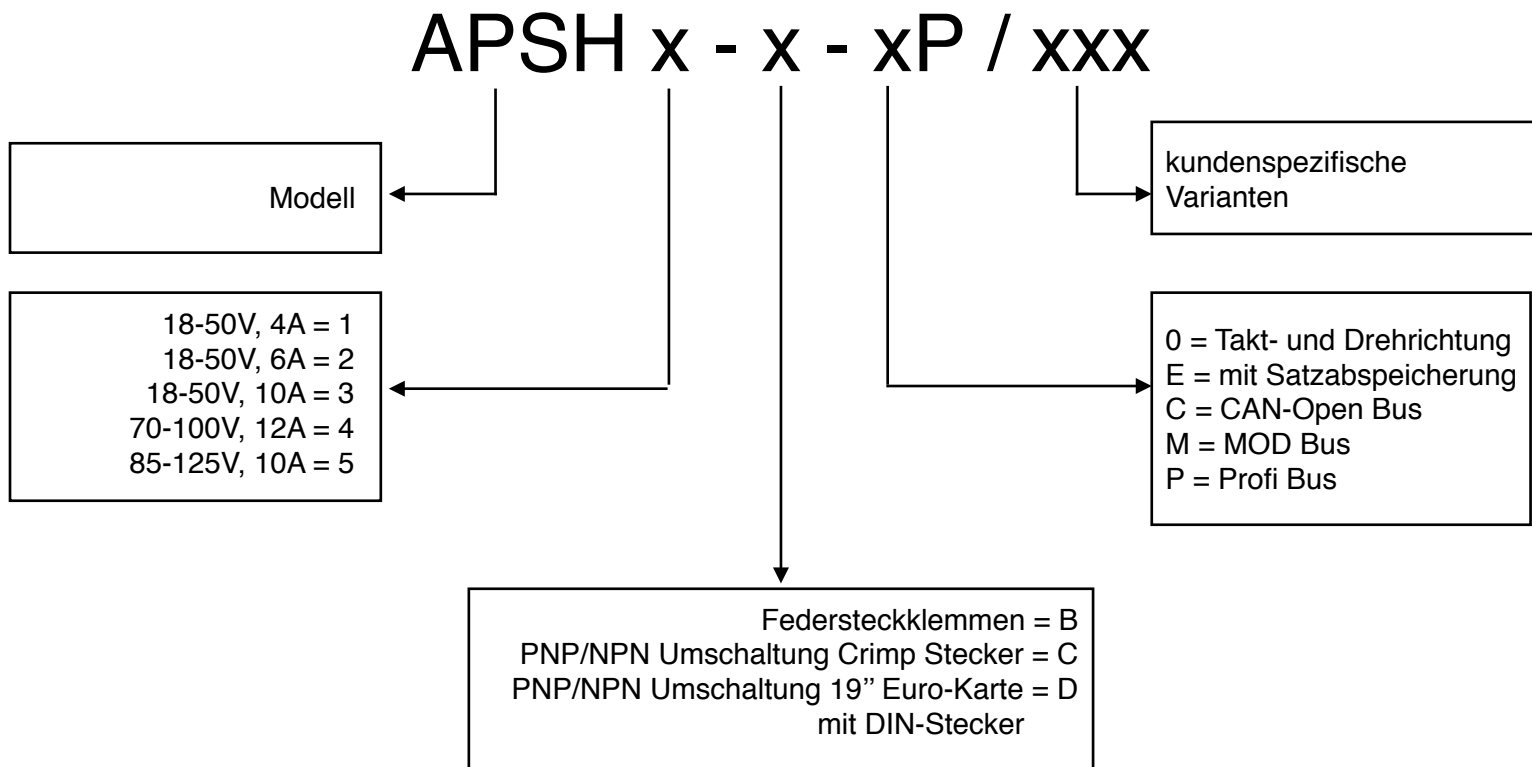 APSH x - x - xP / xxx
Modell
kundenspezifische
Varianten
18-50V, 4A = 1
18-50V, 6A = 2
18-50V, 10A = 3
70-100V, 12A = 4
85-125V, 10A = 5
0 = Takt- und Drehrichtung
E = mit Satzabspeicherung
C = CAN-Open Bus
M = MOD Bus
P = Profi Bus
Federsteckklemmen = B
PNP/NPN Umschaltung Crimp Stecker = C
PNP/NPN Umschaltung 19’’ Euro-Karte = D
mit DIN-Stecker